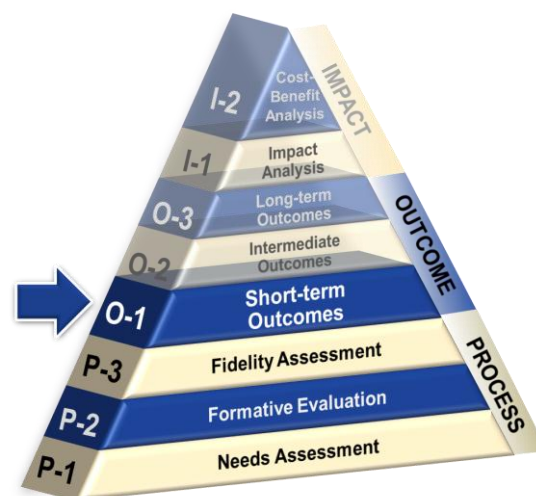 I-2
Cost-
Benefit
Analysis
IMPACT
I-1
Impact
Analysis
O-3
Long-term
Outcomes
OUTCOME
O-2
Intermediate
Outcomes
O-1
Short-term
Outcomes
P-3
Fidelity Assessment
PROCESS
P-2
Formative Evaluation
P-1
Needs Assessment